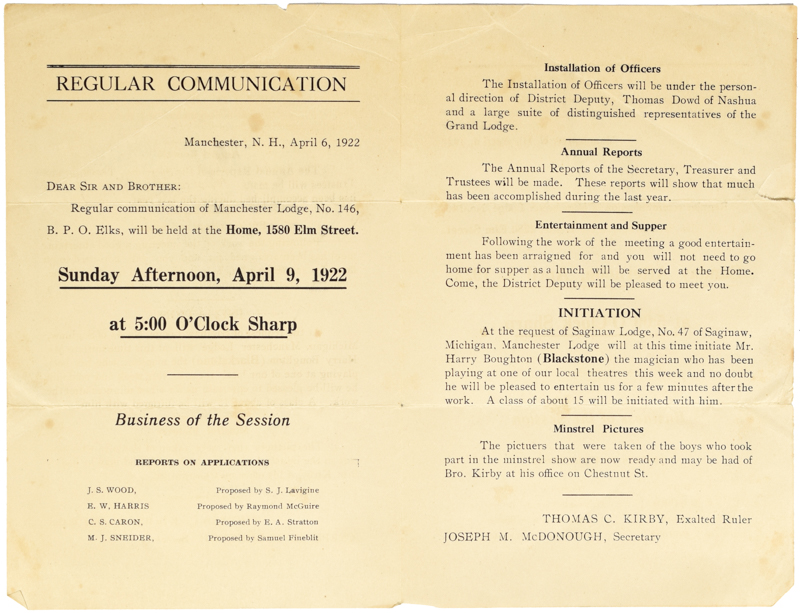 REGULAR COMMUNICATION
Manchester, N. H., April 6, 1922
DEAR SIR AND BROTHER:
Regular communication of Manchester Lodge, No. 146,
B. P. O. Elks, will be held at the Home, 1580 Elm Street.
Sunday Afternoon, April 9, 1922
at 5:00 O'Clock Sharp
Business of the Session
REPORTS ON APPLICATIONS
J. S. WOOD, Proposed by S. J. Lavigine
E. W, HARRIS Proposed by Raymond McGuire
C. S. CARON, Proposed by E. A. Stratton
M. J. SNEIDER, Proposed by Samuel Fineblit
Installation of Officers
The Installation of Officers will be under the person-
al direction of District Deputy, Thomas Dowd of Nashua
and a large suite of distinguished representatives of the
Grand Lodge.
Annual Reports
The Annual Reports of the Secretary, Treasurer and
Trustees will be made. These reports will show that much
has been accomplished during the last year.
Entertainment and Supper
Following the work of the meeting a good entertain-
ment has been arraigned for and you will not need to go
home for supper as a lunch will be served at the Home.
Come, the District Deputy will be pleased to meet you.
INITIATION
At the request of Saginaw Lodge, No. 47 of Saginaw,
Michigan, Manchester Lodge will at this time initiate Mr.
Harry Boughton (Blackstone) the magician who has been
playing at one of our local theatres this week and no doubt
he will be pleased to entertain us for a few minutes after the
work. A class of about 15 will be initiated with him.
Minstrel Pictures
The pictuers that were taken of the boys who took
part in the minstrel show are now ready and may be had of
Bro. Kirby at his office on Chestnut St.
THOMAS C. KIRBY, Exalted Ruler
JOSEPH M. McDONOUGH, Secretary